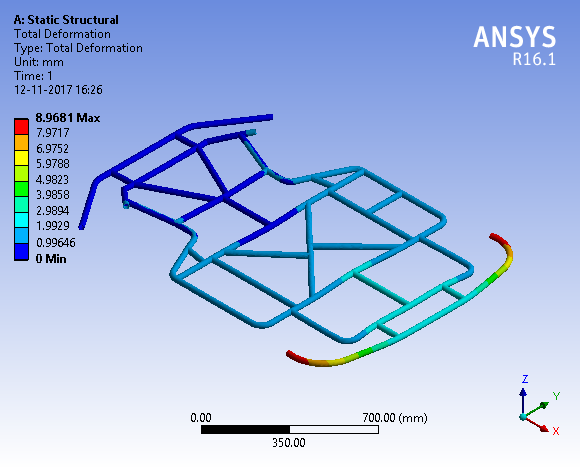 A: Static Structural
Total Deformation
Type: Total Deformation
Unit: mm
Time: 1
12-11-2017 16:26
ANSYS
R16.1
8.9681 Max
7.9717
6.9752
5.9788
4.9823
3.9858
2.9894
1.9929
0.99646
0 Min
0.00
700.00 (mm)
350.00
Z
Y
X